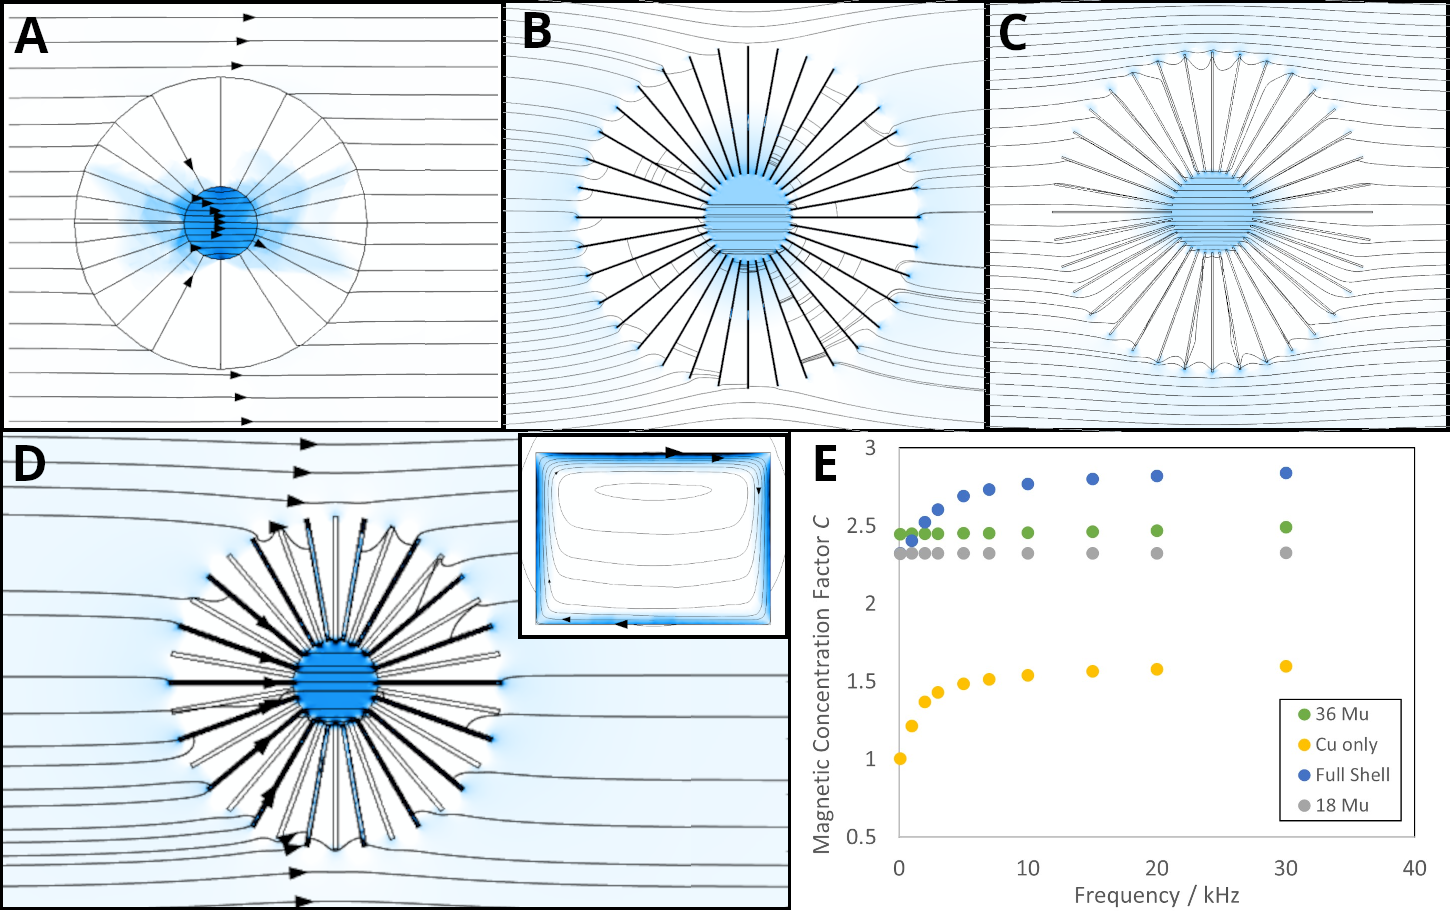 A
B
C
D
E
Magnetic Concentration Factor C
3
2.5
2
1.5
1
0.5
36 Mu
Cu only
Full Shell
18 Mu
0
10
20
30
40
Frequency / kHz